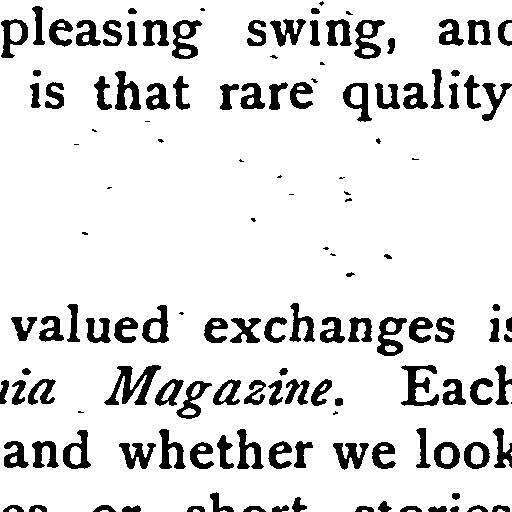 pleasing swing, and
is that rare quality
valued exchanges is
nia Magazine. Each
and whether we look
es or short stories